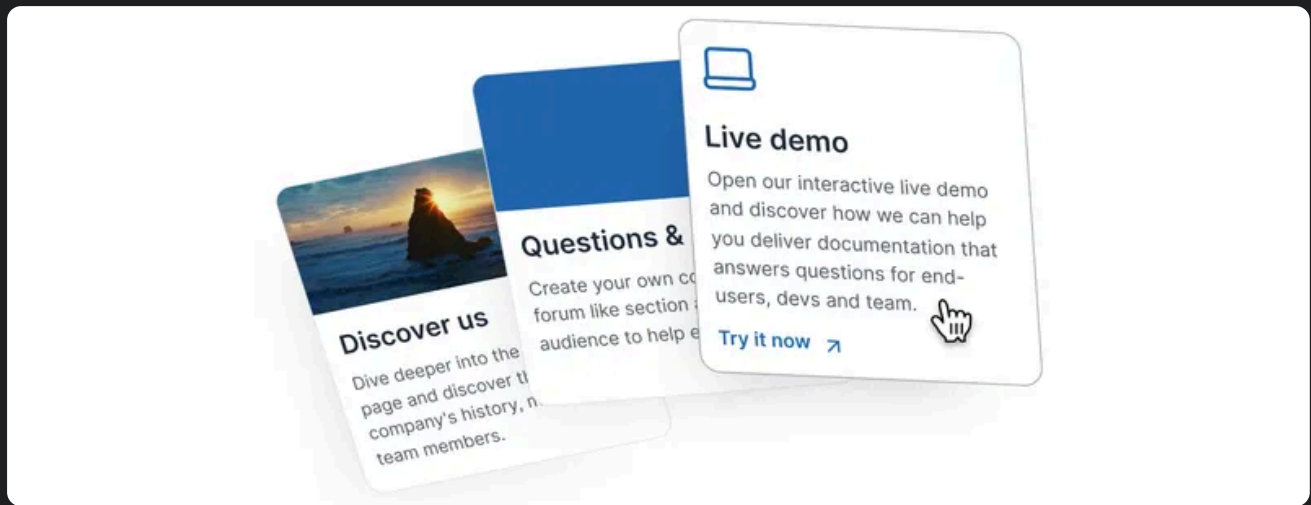 Discover us
Dive deeper into the
page and discover
company's history,
team members.
Questions &
Create your own
forum like section
audience to help
Live demo
Open our interactive live demo
and discover how we can help
you deliver documentation that
answers questions for end-
users, devs and team.
Try it now